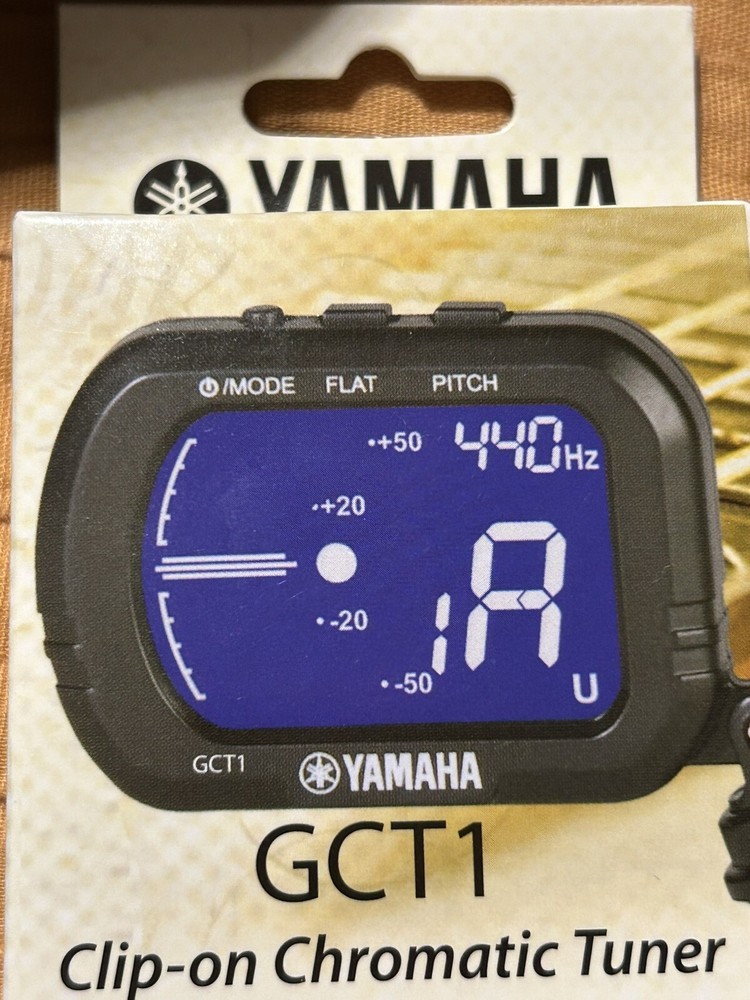 YAMAHA
/MODE FLAT PITCH
+50 440Hz
+20
-20
1A
-50
U
GCT1
YAMAHA
GCT1
Clip-on Chromatic Tuner